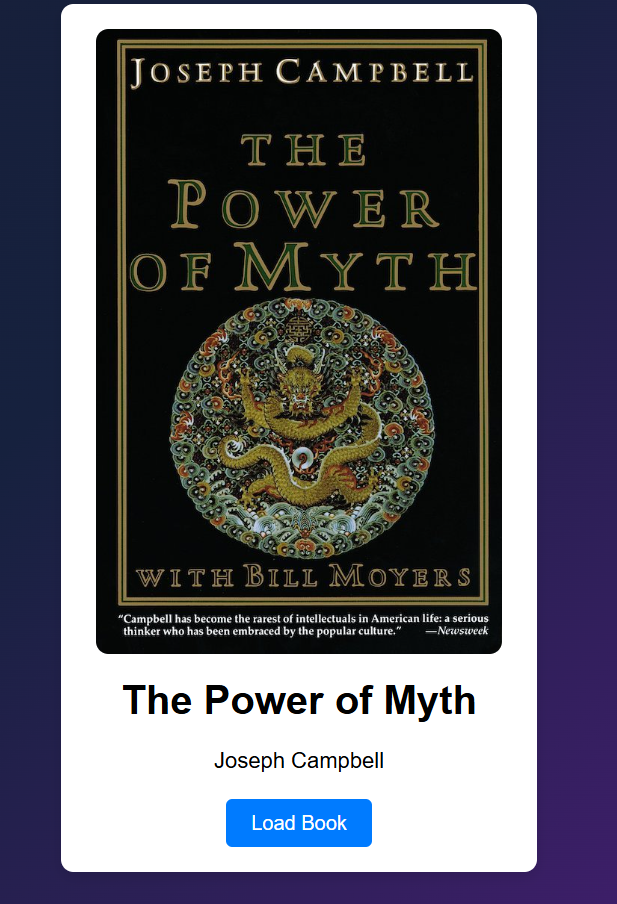 JOSEPH CAMPBELL
THE
POWER
OF MYTH
WITH BILL MOYERS
“Campbell has become the rarest of intellectuals in American life: a serious
thinker who has been embraced by the popular culture.” —Newsweek
The Power of Myth
Joseph Campbell
Load Book